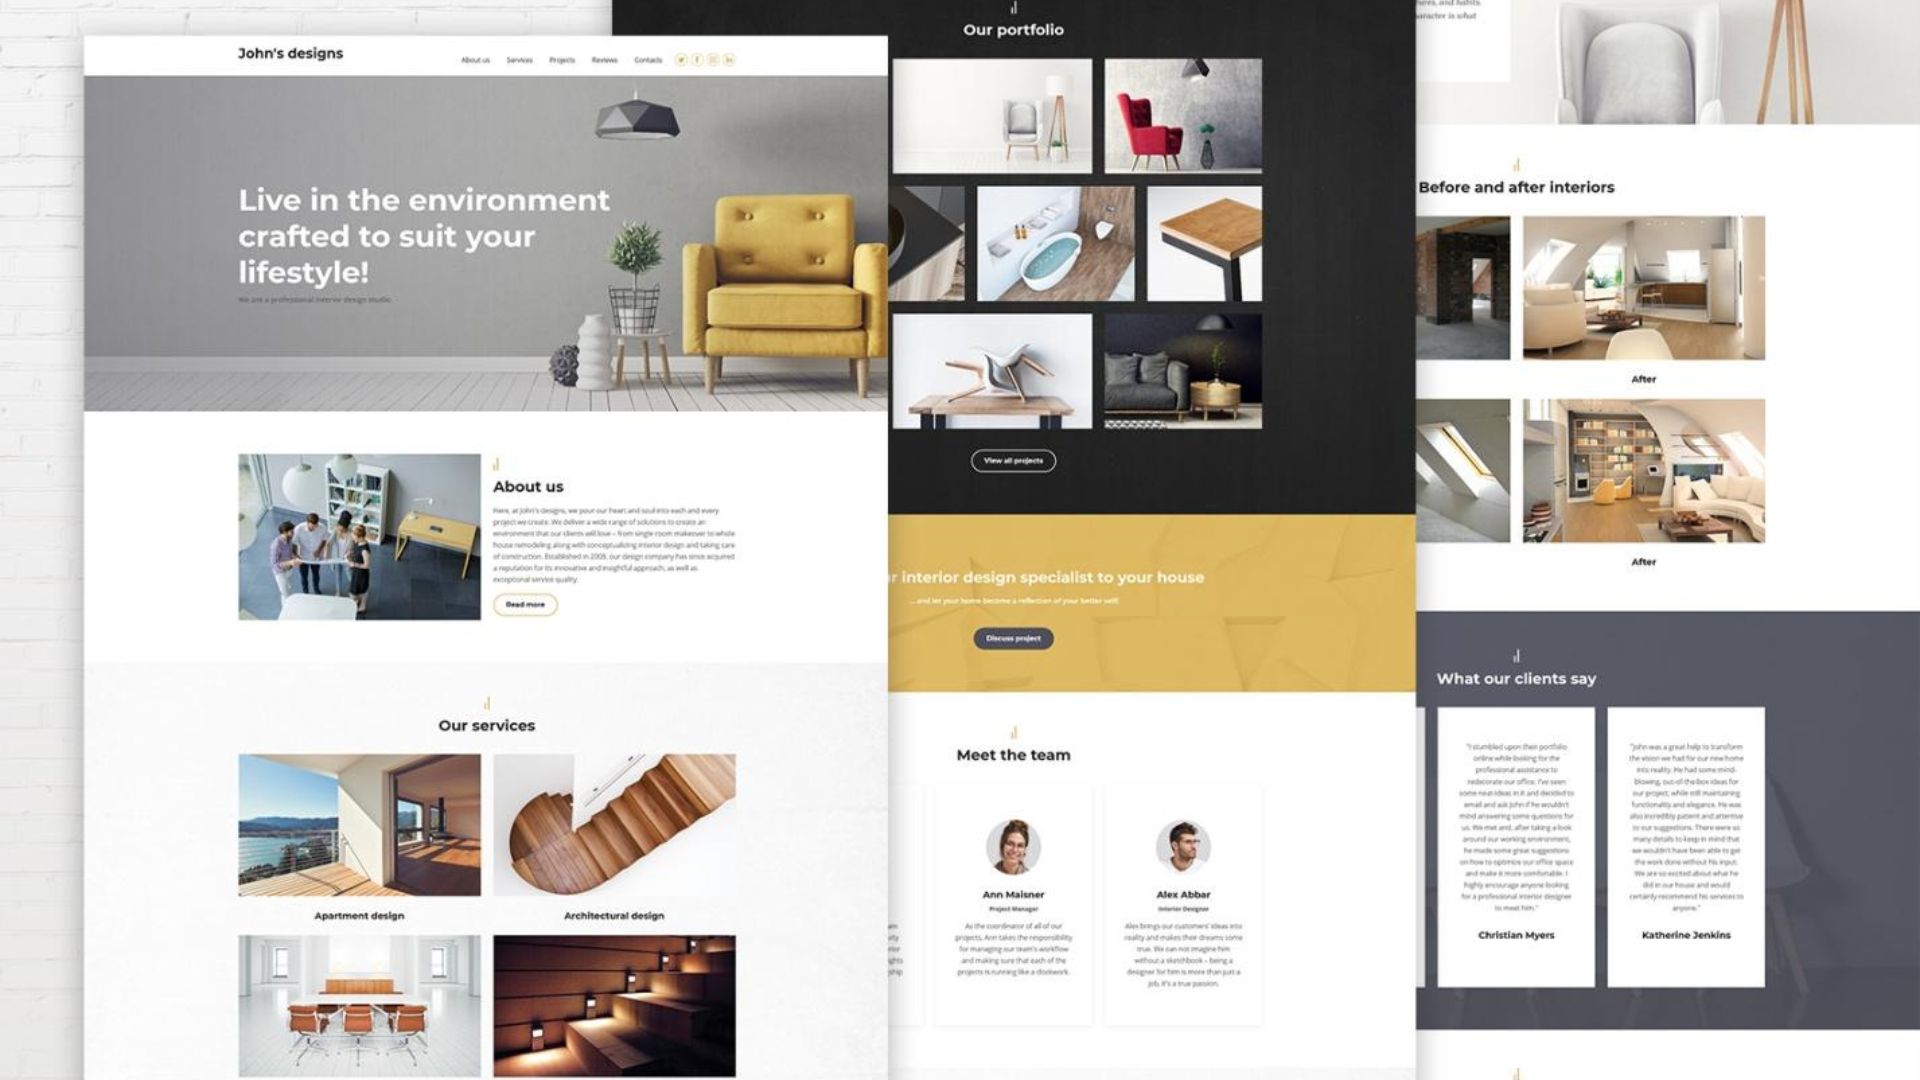 John's designs
About us
Services
Projects
Reviews
Contacts
Live in the environment
crafted to suit your
lifestyle!
We are a professional interior design studio.
About us
Here, at John's designs, we pour our heart and soul into each and every
project we create. We deliver a wide range of solutions to create an
environment that our clients will love – from single room makeover to whole
house remodeling along with conceptualizing interior design and taking care
of construction. Established in 2008, our design company has since acquired
a reputation for its innovative and insightful approach, as well as
exceptional service quality.
Read more
Our services
Apartment design
Architectural design
Our portfolio
View all projects
r interior design specialist to your house
... and let your home become a reflection of your better self!
Discuss project
Meet the team
Ann Maisner
Project Manager
As the coordinator of all of our
projects, Ann takes the responsibility
for managing our team's workflow
and making sure that each of the
projects is running like a clockwork.
Alex Abbar
Interior Designer
Alex brings our customers' ideas into
reality and makes their dreams come
true. We can not imagine him
without a sketchbook – being a
designer for him is more than just a
job, it's a true passion.
and habits
character is what
Before and after interiors
After
After
What our clients say
"I stumbled upon their portfolio
online while looking for the
professional assistance to
redecorate our office. I've seen
some neat ideas in it and decided to
email and ask John if he wouldn't
mind answering some questions for
us. We met and, after taking a look
around our working environment,
he made some great suggestions
on how to optimize our office space
and make it more comfortable. I
highly encourage anyone looking
for a professional interior designer
to meet him."
Christian Myers
"John was a great help to transform
the vision we had for our new home
into reality. He had some mind-
blowing, out-of-the-box ideas for
our project, while still maintaining
functionality and elegance. He was
also incredibly patient and attentive
to our suggestions. There were so
many details to keep in mind that
we wouldn't have been able to get
the work done without his input.
We are so excited about what he
did in our house and would
certainly recommend his services to
anyone."
Katherine Jenkins